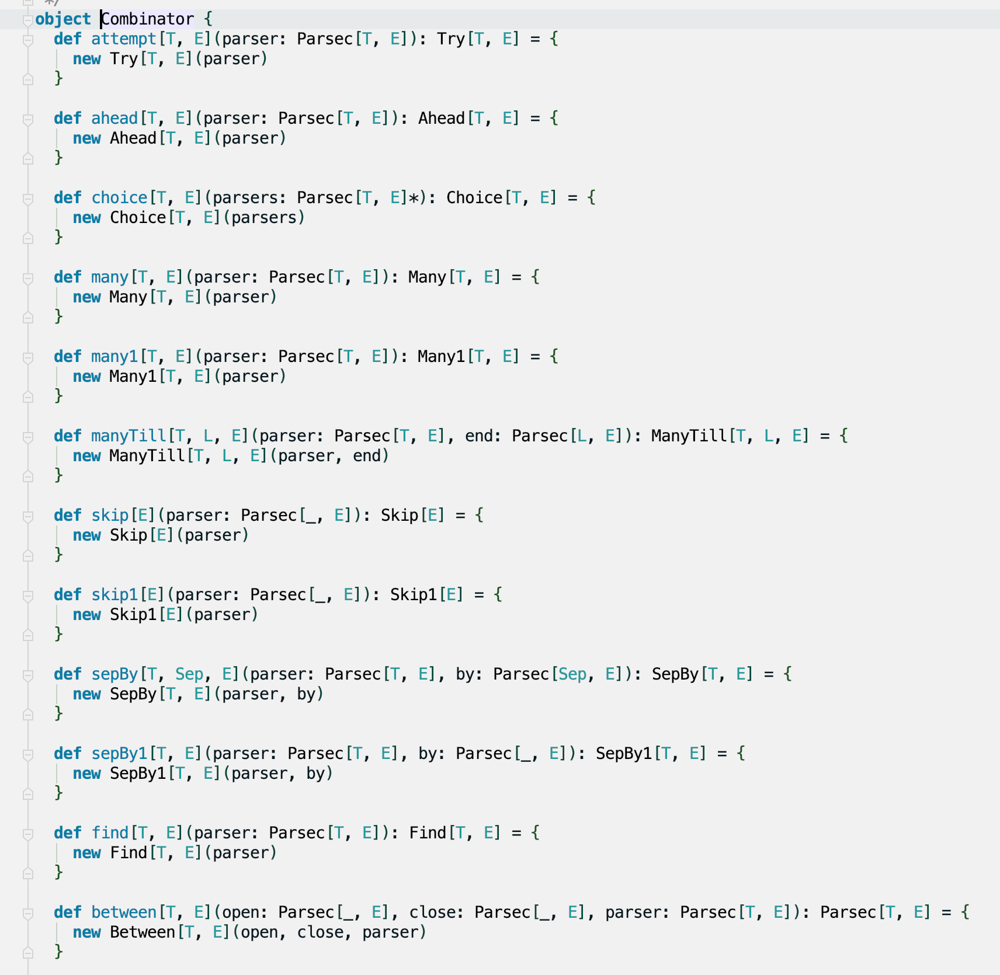 */
object Combinator {
  def attempt[T, E](parser: Parsec[T, E]): Try[T, E] = {
    new Try[T, E](parser)
  }
  def ahead[T, E](parser: Parsec[T, E]): Ahead[T, E] = {
    new Ahead[T, E](parser)
  }
  def choice[T, E](parsers: Parsec[T, E]*): Choice[T, E] = {
    new Choice[T, E](parsers)
  }
  def many[T, E](parser: Parsec[T, E]): Many[T, E] = {
    new Many[T, E](parser)
  }
  def many1[T, E](parser: Parsec[T, E]): Many1[T, E] = {
    new Many1[T, E](parser)
  }
  def manyTill[T, L, E](parser: Parsec[T, E], end: Parsec[L, E]): ManyTill[T, L, E] = {
    new ManyTill[T, L, E](parser, end)
  }
  def skip[E](parser: Parsec[_, E]): Skip[E] = {
    new Skip[E](parser)
  }
  def skip1[E](parser: Parsec[_, E]): Skip1[E] = {
    new Skip1[E](parser)
  }
  def sepBy[T, Sep, E](parser: Parsec[T, E], by: Parsec[Sep, E]): SepBy[T, E] = {
    new SepBy[T, E](parser, by)
  }
  def sepBy1[T, E](parser: Parsec[T, E], by: Parsec[_, E]): SepBy1[T, E] = {
    new SepBy1[T, E](parser, by)
  }
  def find[T, E](parser: Parsec[T, E]): Find[T, E] = {
    new Find[T, E](parser)
  }
  def between[T, E](open: Parsec[_, E], close: Parsec[_, E], parser: Parsec[T, E]): Parsec[T, E] = {
    new Between[T, E](open, close, parser)
  }